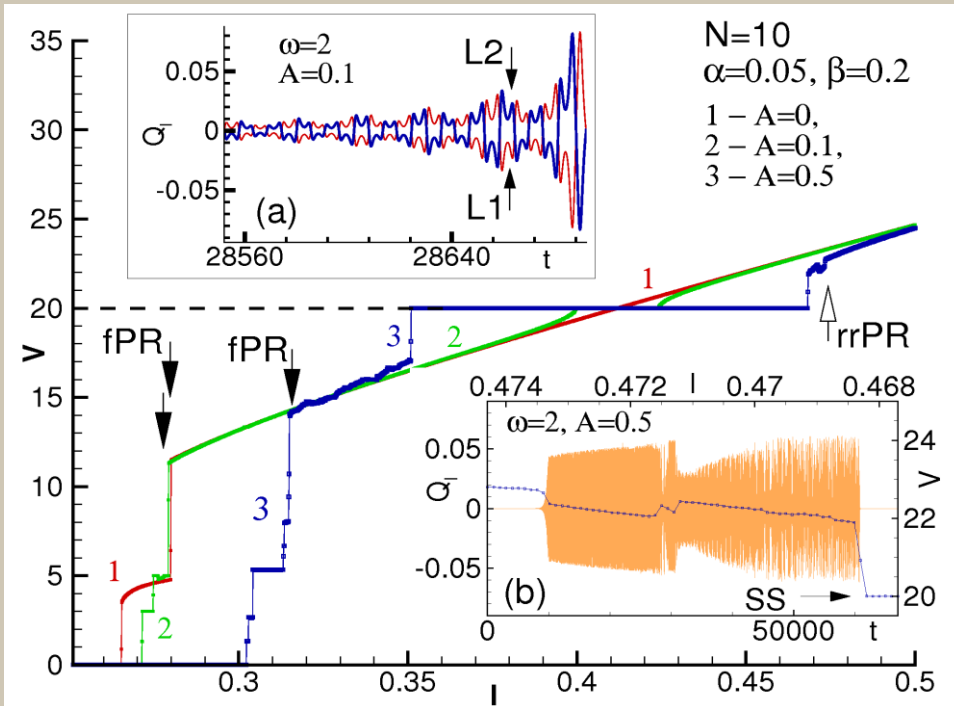 35
30
25
20
15
10
5
0
V
0.3
0.35
0.4
0.45
0.5
I
N=10
α=0.05, β=0.2
1 – A=0,
2 – A=0.1,
3 – A=0.5
ω=2
A=0.1
0.05
0
-0.05
Q_l
L2
L1
(a)
28560
28640
t
fPR
fPR
1
2
3
3
2
1
rrPR
0.474
0.472
I
0.47
0.468
ω=2, A=0.5
0.05
0
-0.05
Q_l
24
22
20
V
(b)
SS
0
50000
t